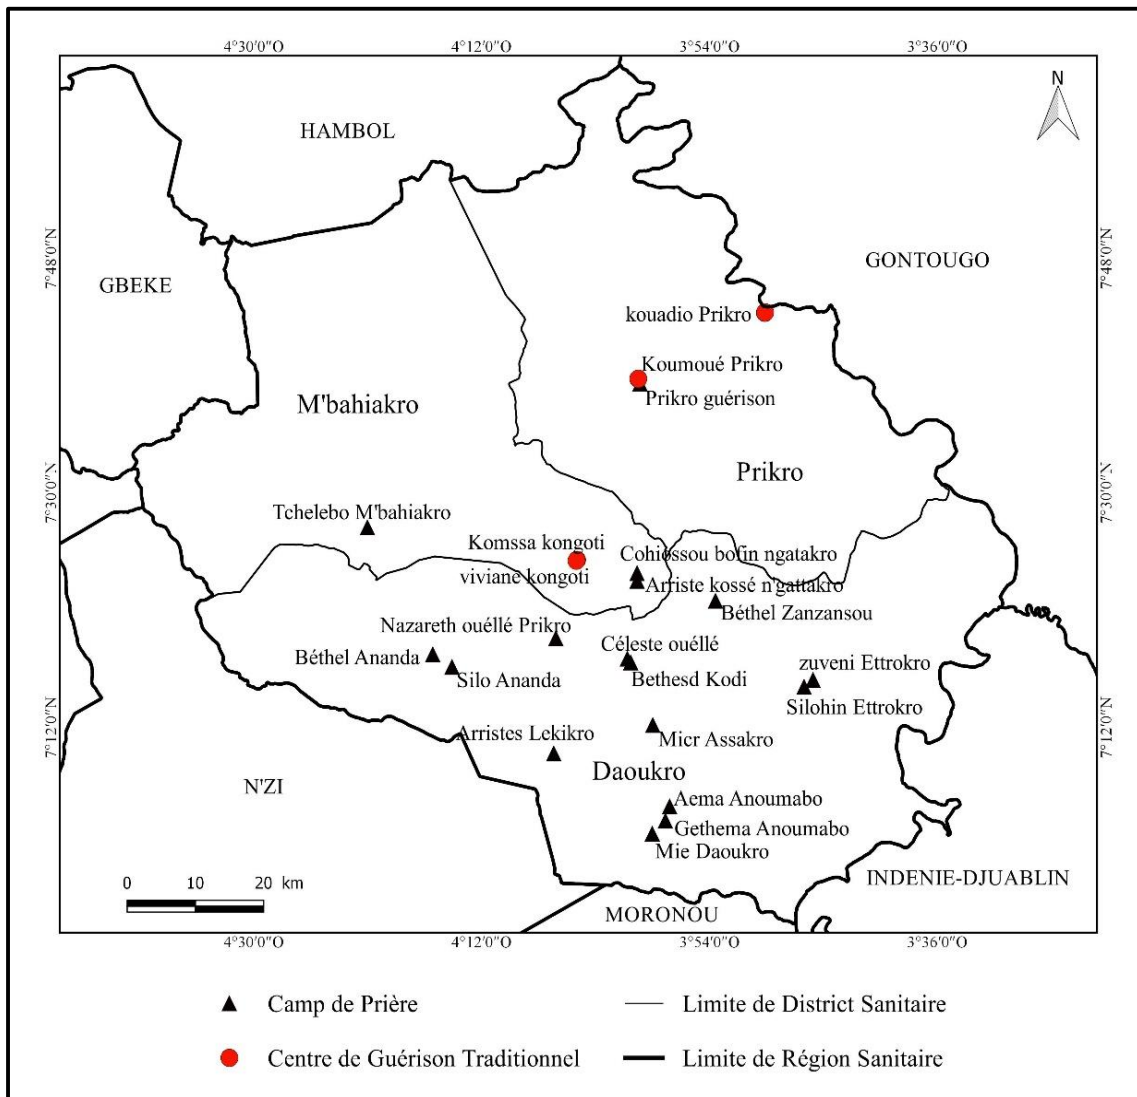 4°30'0"O
4°12'0"O
3°54'0"O
3°36'0"O
N
HAMBOL
7°48'0"N
7°48'0"N
GONTOUGO
GBEKE
kouadio Prikro
Koumoué Prikro
Prikro guérison
M'bahiakro
Prikro
7°30'0"N
7°30'0"N
Tchelebo M'bahiakro
Komssa kongoti
viviane kongoti
Cohiossou bofin ngatakro
Arriste kossé n'gattakro
Béthel Zanzansou
Nazareth ouéllé Prikro
Céleste ouéllé
Béthel Ananda
Silo Ananda
Bethesd Kodi
zuveni Ettrokro
Silohin Ettrokro
7°12'0"N
7°12'0"N
Arristes Lekikro
Micr Assakro
Daoukro
N'ZI
Aema Anoumabo
Gethema Anoumabo
Mie Daoukro
INDENIE-DJUABLIN
0 10 20 km
MORONOU
4°30'0"O
4°12'0"O
3°54'0"O
3°36'0"O
Camp de Prière
Limite de District Sanitaire
Centre de Guérison Traditionnel
Limite de Région Sanitaire